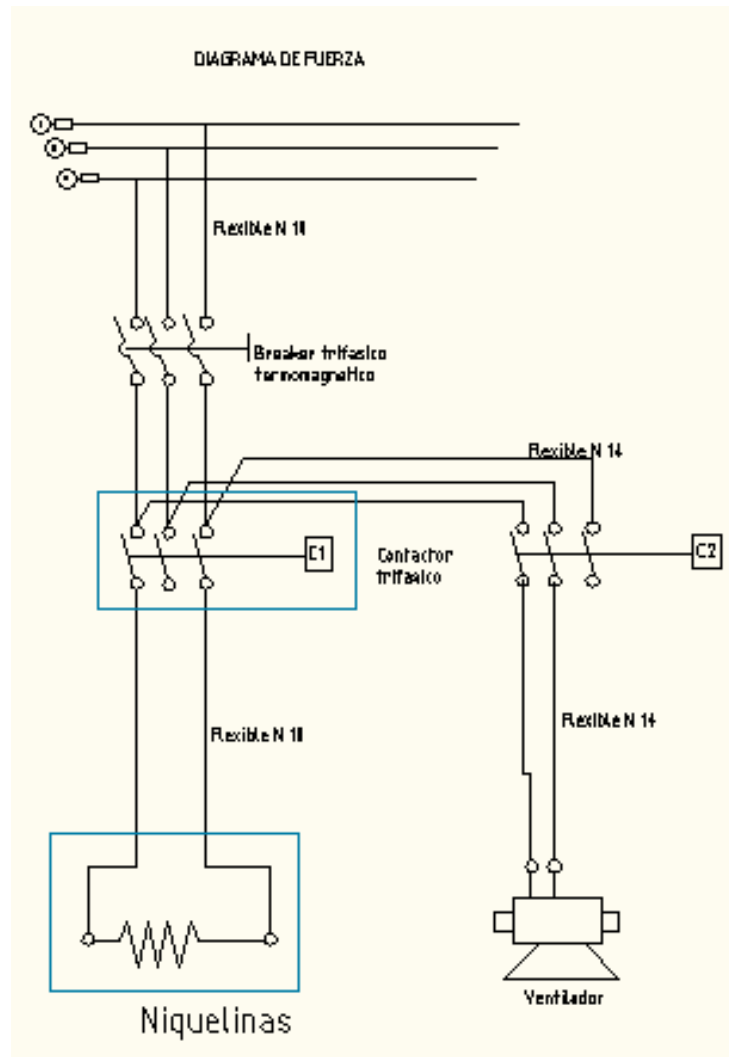 DIAGRAMA DE FUERZA
Flexible N 10
Breaker trifasico
termomagnetico
Flexible N 14
C1
Contactor
trifasico
C2
Flexible N 10
Flexible N 14
Ventilador
Niquelinas